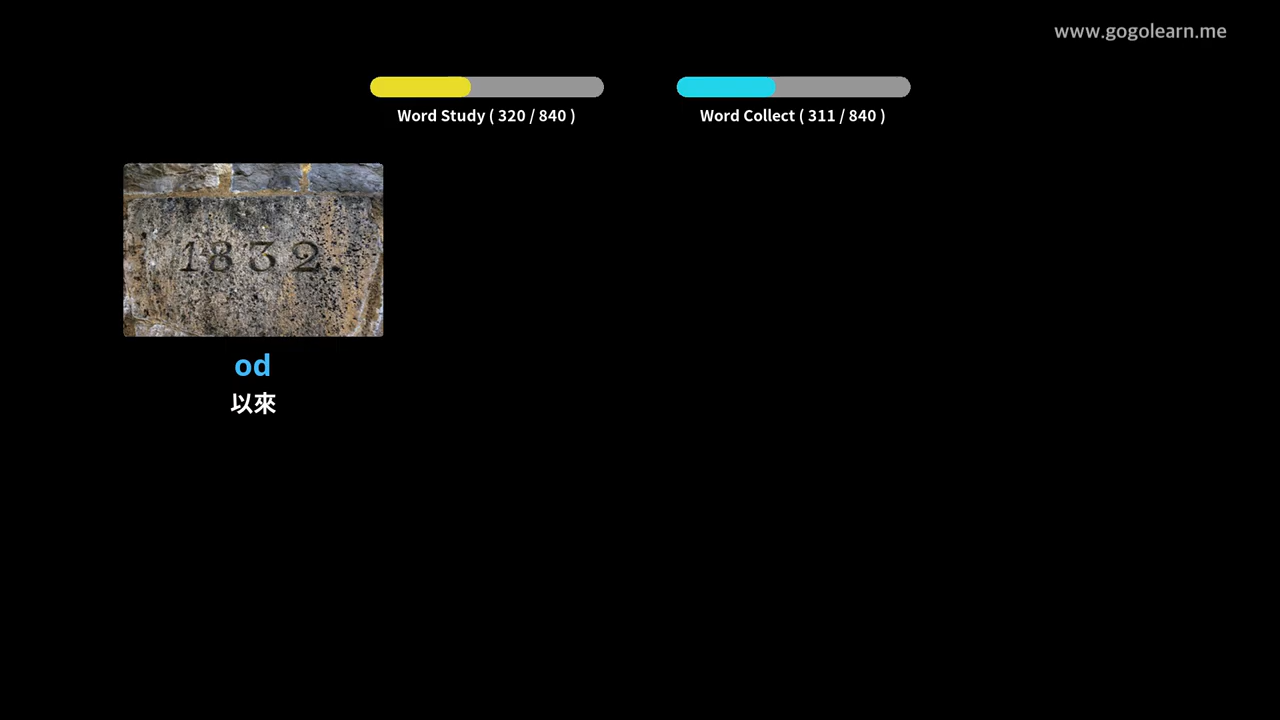 www.gogolearn.me
Word Study ( 320 / 840 )
Word Collect ( 311 / 840 )
1832.
od
以來